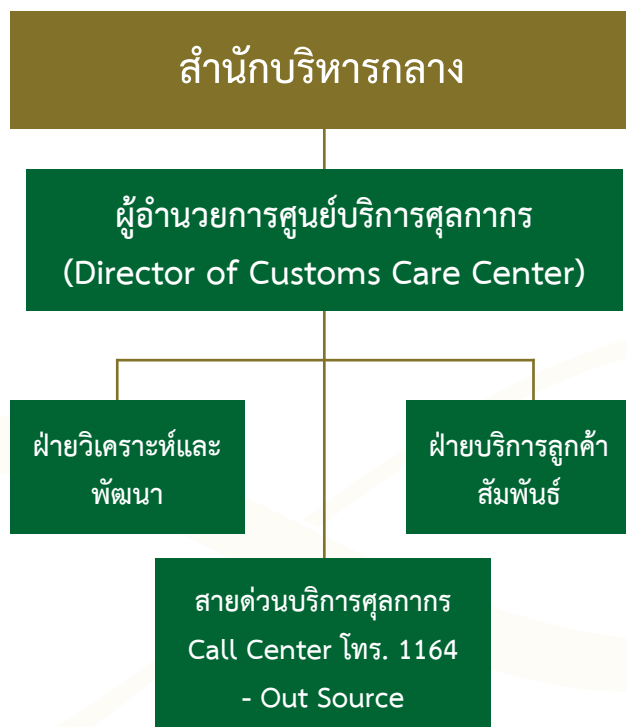 สำนักบริหารกลาง
ผู้อำนวยการศูนย์บริการศุลกากร
(Director of Customs Care Center)
ฝ่ายวิเคราะห์และ
พัฒนา
ฝ่ายบริการลูกค้า
สัมพันธ์
สายด่วนบริการศุลกากร
Call Center โทร. 1164
- Out Source